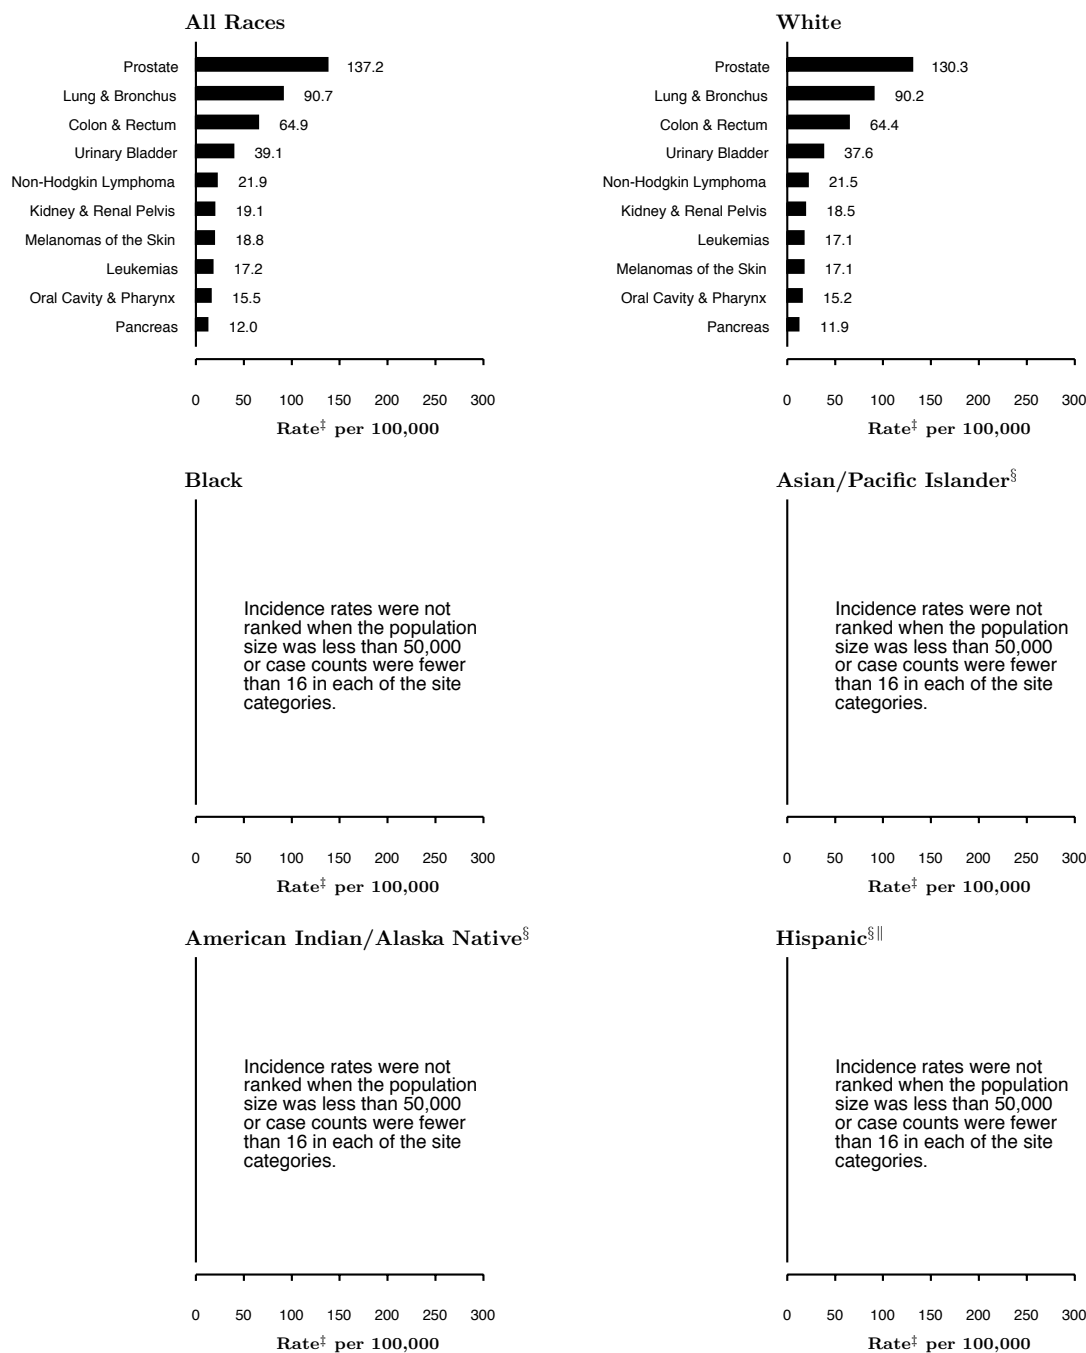 All Races
Prostate 137.2
Lung & Bronchus 90.7
Colon & Rectum 64.9
Urinary Bladder 39.1
Non-Hodgkin Lymphoma 21.9
Kidney & Renal Pelvis 19.1
Melanomas of the Skin 18.8
Leukemias 17.2
Oral Cavity & Pharynx 15.5
Pancreas 12.0
0 50 100 150 200 250 300
Rate‡ per 100,000
White
Prostate 130.3
Lung & Bronchus 90.2
Colon & Rectum 64.4
Urinary Bladder 37.6
Non-Hodgkin Lymphoma 21.5
Kidney & Renal Pelvis 18.5
Leukemias 17.1
Melanomas of the Skin 17.1
Oral Cavity & Pharynx 15.2
Pancreas 11.9
0 50 100 150 200 250 300
Rate‡ per 100,000
Black
Incidence rates were not
ranked when the population
size was less than 50,000
or case counts were fewer
than 16 in each of the site
categories.
0 50 100 150 200 250 300
Rate‡ per 100,000
Asian/Pacific Islander§
Incidence rates were not
ranked when the population
size was less than 50,000
or case counts were fewer
than 16 in each of the site
categories.
0 50 100 150 200 250 300
Rate‡ per 100,000
American Indian/Alaska Native§
Incidence rates were not
ranked when the population
size was less than 50,000
or case counts were fewer
than 16 in each of the site
categories.
0 50 100 150 200 250 300
Rate‡ per 100,000
Hispanic§‖
Incidence rates were not
ranked when the population
size was less than 50,000
or case counts were fewer
than 16 in each of the site
categories.
0 50 100 150 200 250 300
Rate‡ per 100,000